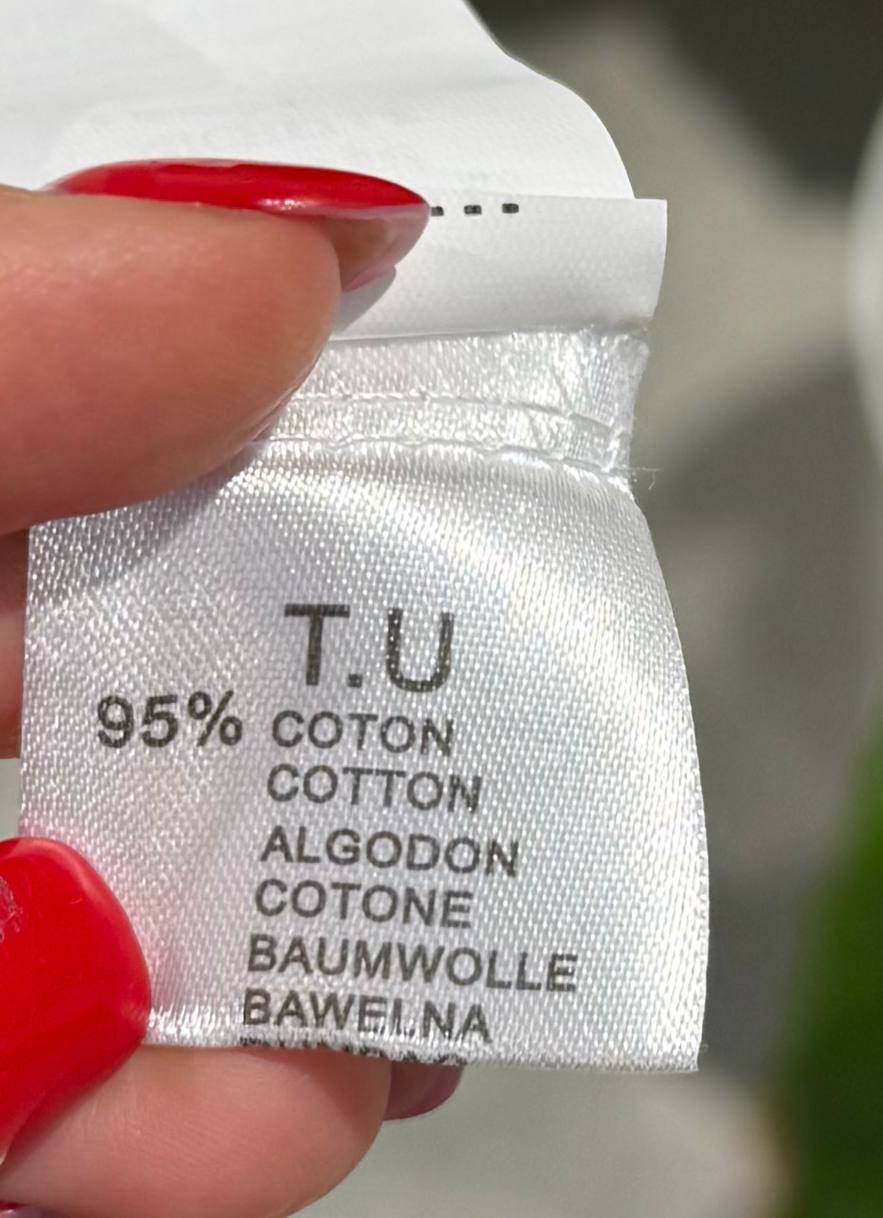 T.U
95% COTON
COTTON
ALGODON
COTONE
BAUMWOLLE
BAWELNA